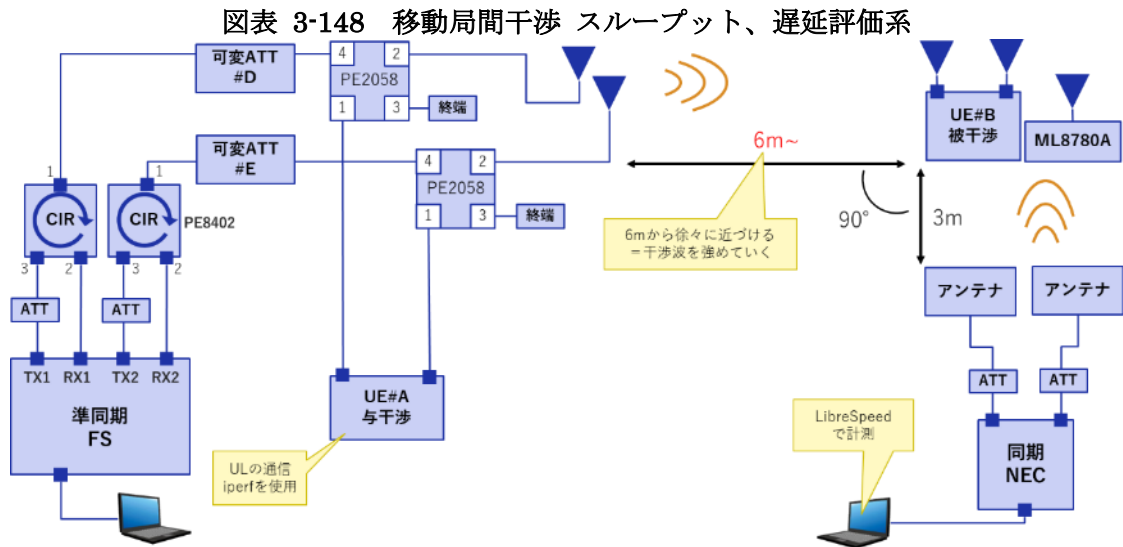 図表 3-148 移動局間干渉 スループット、遅延評価系
可変ATT
#D
4
2
PE2058
1
3
終端
可変ATT
#E
4
2
PE2058
1
3
終端
1
1
CIR
CIR
PE8402
3
2
3
2
ATT
ATT
TX1
RX1
TX2
RX2
準同期
FS
UE#A
与干渉
ULの通信
iperfを使用
6m~
6mから徐々に近づける
=干渉波を強めていく
90°
3m
UE#B
被干渉
ML8780A
アンテナ
アンテナ
ATT
ATT
LibreSpeed
で計測
同期
NEC